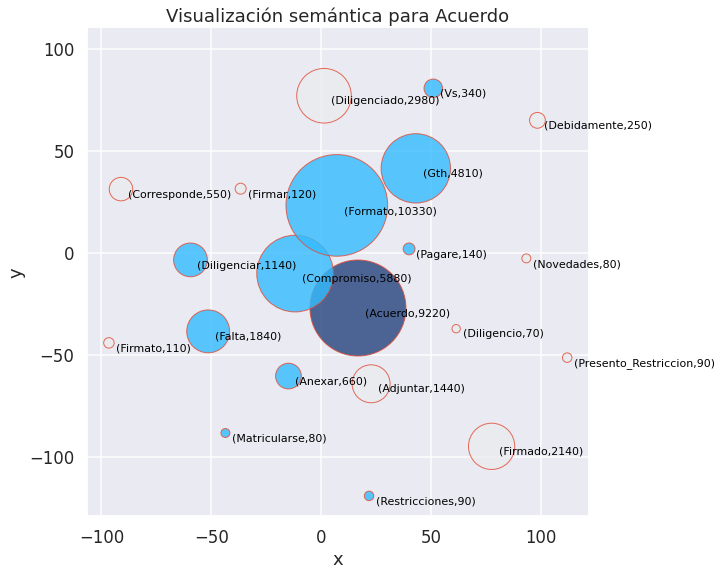 Visualización semántica para Acuerdo
100
50
0
−50
−100
y
(Vs,340)
(Diligenciado,2980)
(Debidamente,250)
(Gth,4810)
(Corresponde,550)
(Firmar,120)
(Formato,10330)
(Pagare,140)
(Diligenciar,1140)
(Novedades,80)
(Compromiso,5880)
(Acuerdo,9220)
(Diligencio,70)
(Falta,1840)
(Firmato,110)
(Presento_Restriccion,90)
(Anexar,660)
(Adjuntar,1440)
(Matricularse,80)
(Firmado,2140)
(Restricciones,90)
−100
−50
0
50
100
x